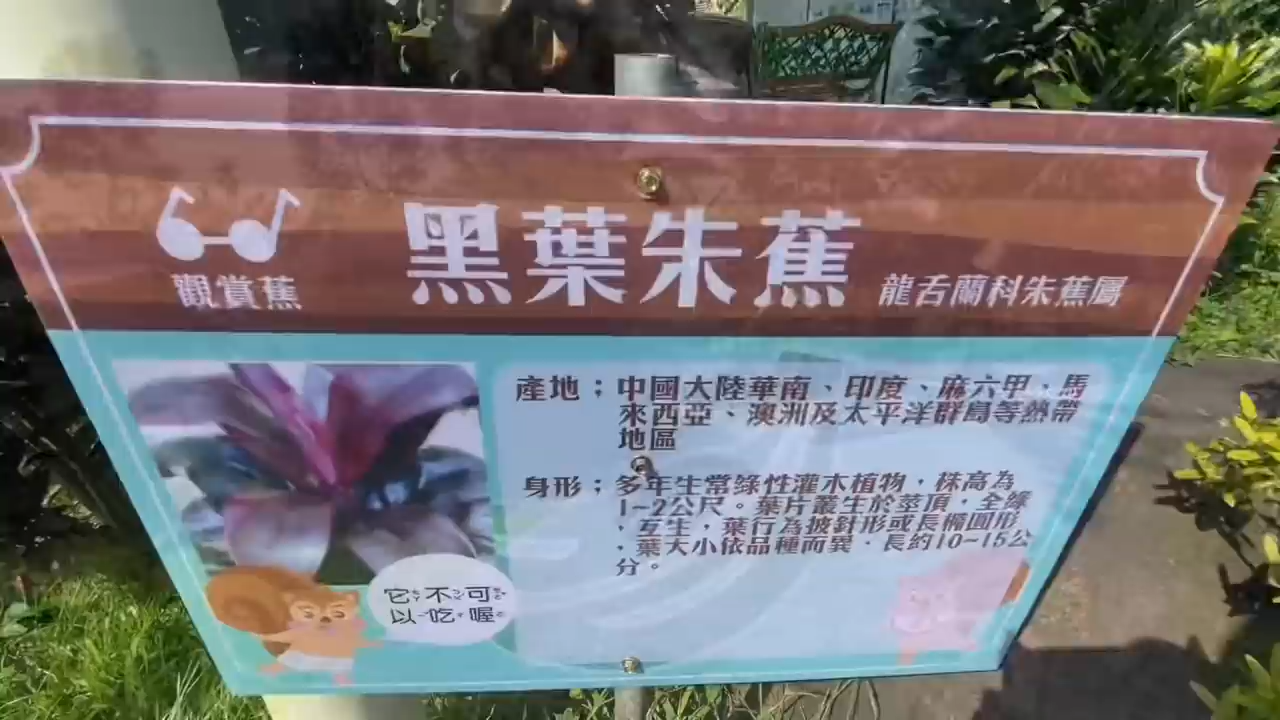 觀賞蕉
黑葉朱蕉
龍舌蘭科朱蕉屬
產地：中國大陸華南、印度、麻六甲、馬
來西亞、澳洲及太平洋群島等熱帶
地區
身形：多年生常綠性灌木植物，株高為
1~2公尺。葉片叢生於莖頂，全緣
，互生，葉行為披針形或長橢圓形
，葉大小依品種而異，長約10~15公
分。
它不可
以吃喔